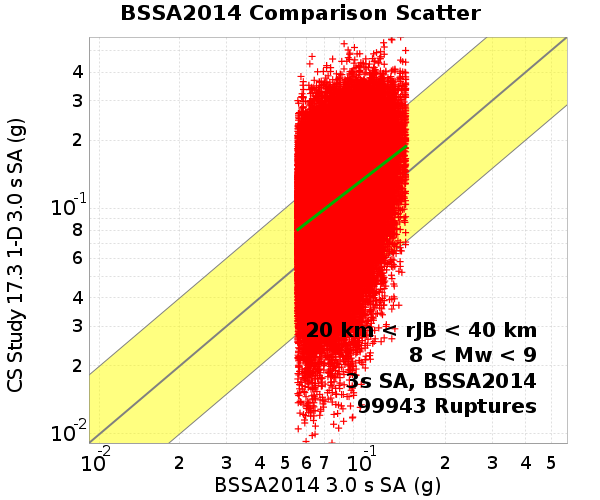 BSSA2014 Comparison Scatter
CS Study 17.3 1-D 3.0 s SA (g)
4
3
2
10-1
8
6
4
3
2
10-2
20 km < rJB < 40 km
8 < Mw < 9
3s SA, BSSA2014
99943 Ruptures
10-2 2 3 4 5 6 7 10-1 2 3 4 5
BSSA2014 3.0 s SA (g)